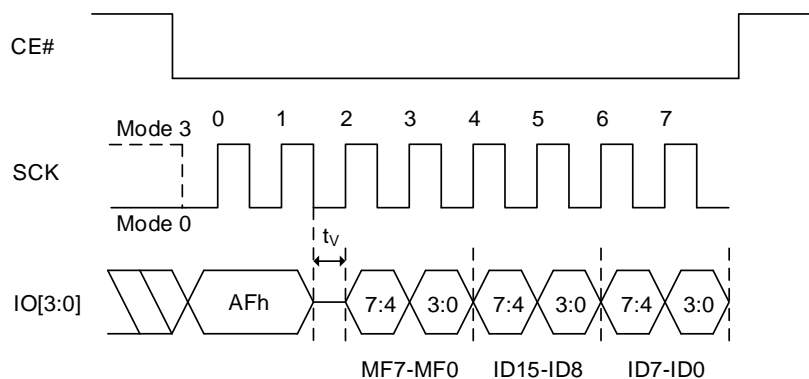 CE#
Mode 3
0 1 2 3 4 5 6 7
SCK
Mode 0
tV
IO[3:0]
AFh
7:4 3:0 7:4 3:0 7:4 3:0
MF7-MF0 ID15-ID8 ID7-ID0